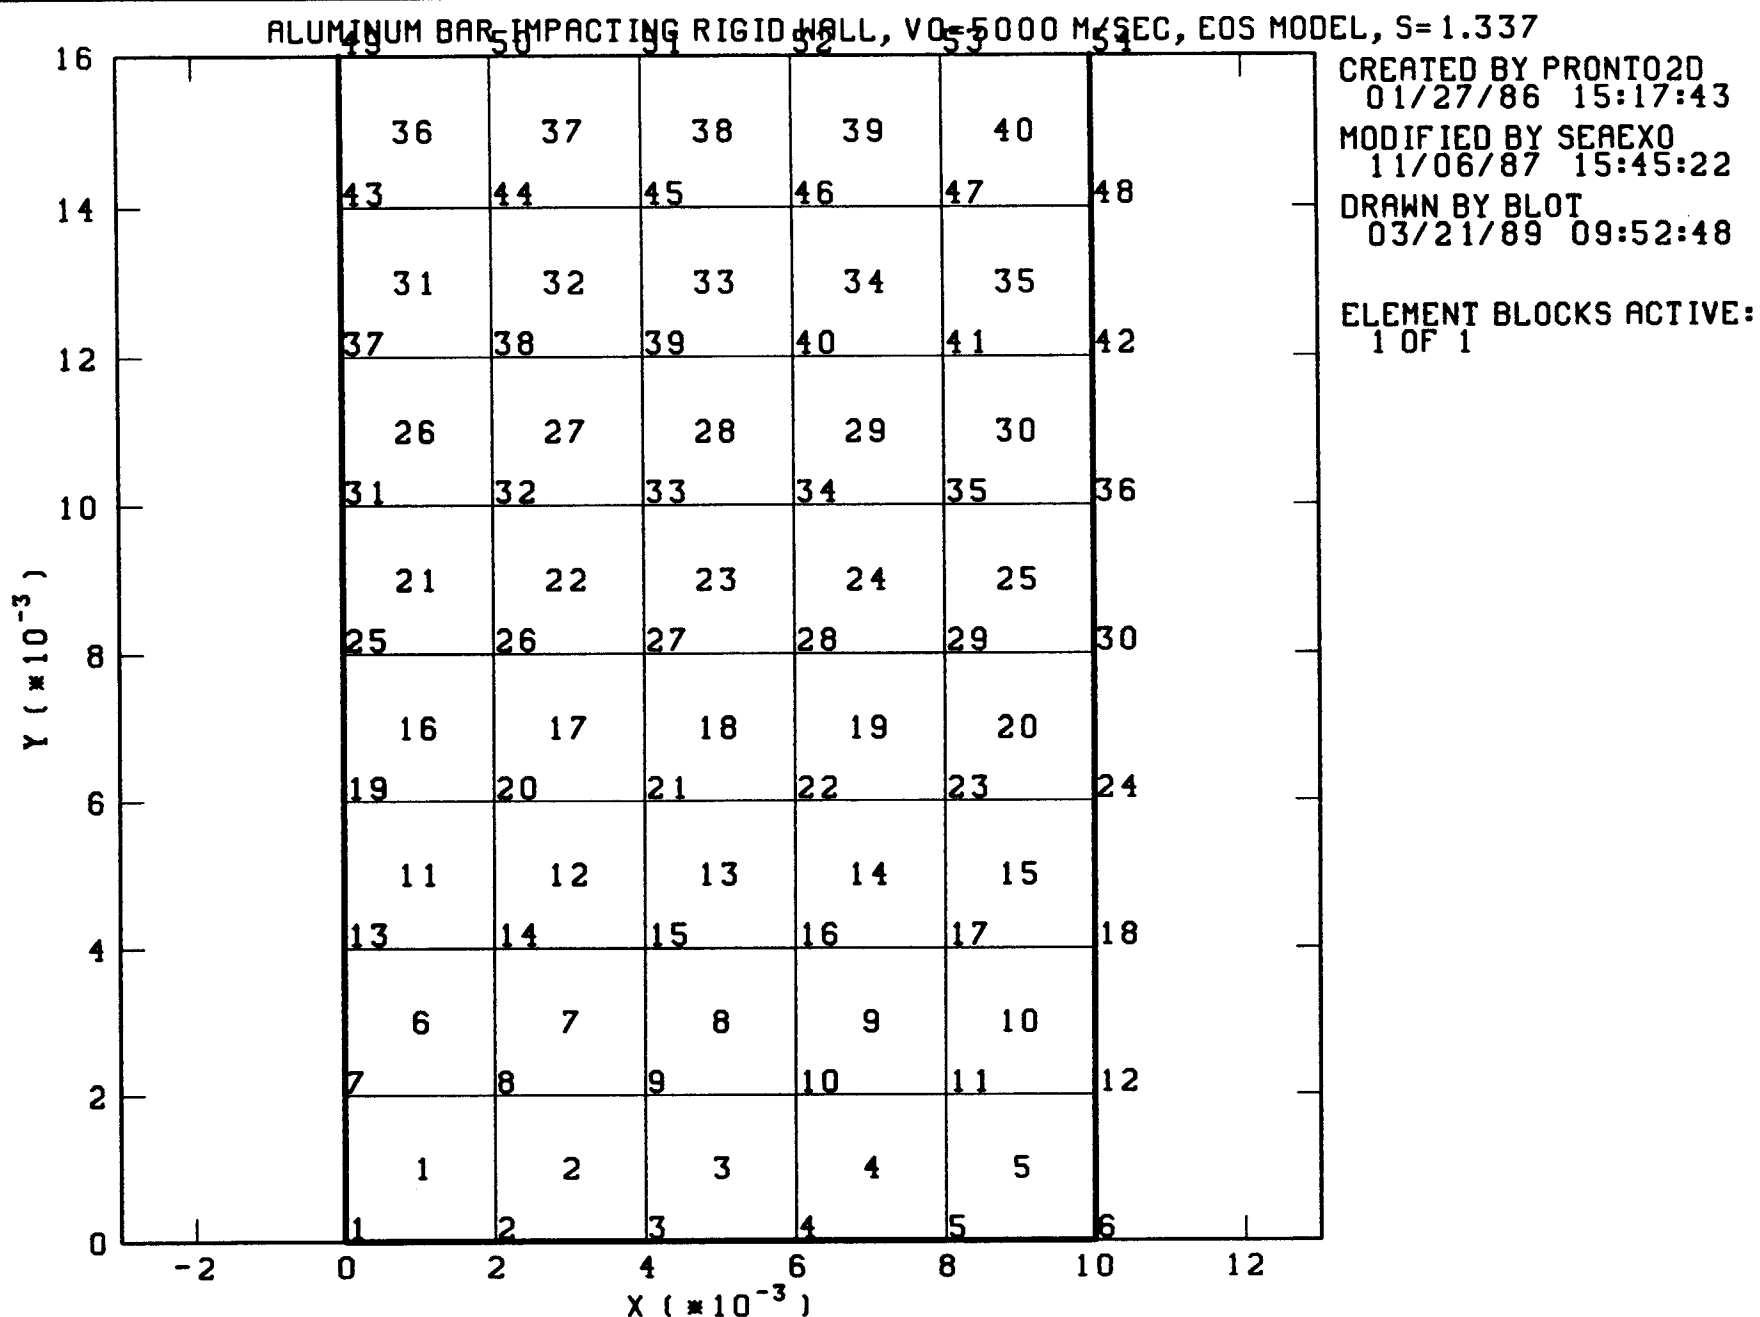 ALUMINUM BAR IMPACTING RIGID WALL, V0=5000 M/SEC, EOS MODEL, S= 1.337
49 50 51 52 53 54
16
CREATED BY PRONTO2D
01/27/86 15:17:43
MODIFIED BY SEAEXO
11/06/87 15:45:22
DRAWN BY BLOT
03/21/89 09:52:48
ELEMENT BLOCKS ACTIVE:
1 OF 1
36 37 38 39 40
43 44 45 46 47 48
14
31 32 33 34 35
37 38 39 40 41 42
12
26 27 28 29 30
31 32 33 34 35 36
10
21 22 23 24 25
25 26 27 28 29 30
8
16 17 18 19 20
19 20 21 22 23 24
6
11 12 13 14 15
13 14 15 16 17 18
4
6 7 8 9 10
7 8 9 10 11 12
2
1 2 3 4 5
1 2 3 4 5 6
0
-2 0 2 4 6 8 10 12
X (*10-3)
Y (*10-3)